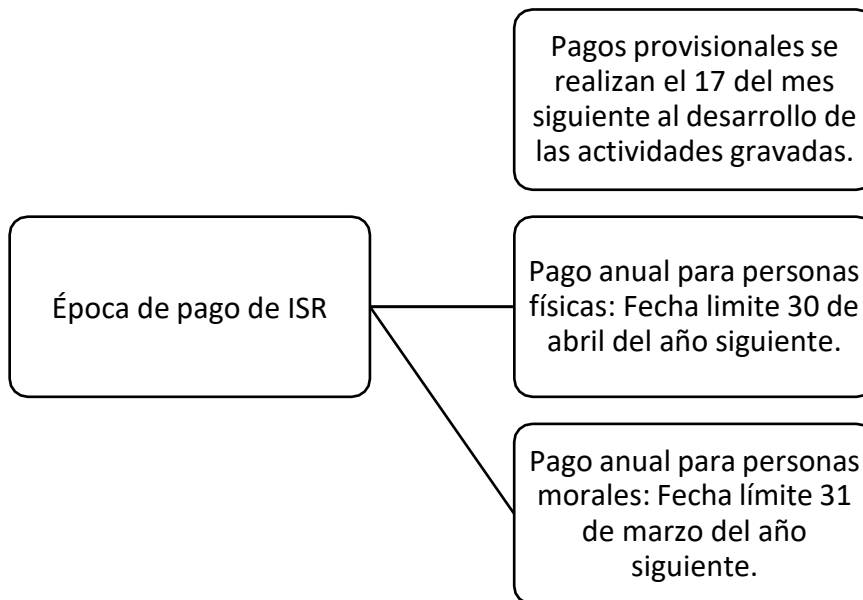 Pagos provisionales se
realizan el 17 del mes
siguiente al desarrollo de
las actividades gravadas.
Época de pago de ISR
Pago anual para personas
físicas: Fecha limite 30 de
abril del año siguiente.
Pago anual para personas
morales: Fecha límite 31
de marzo del año
siguiente.